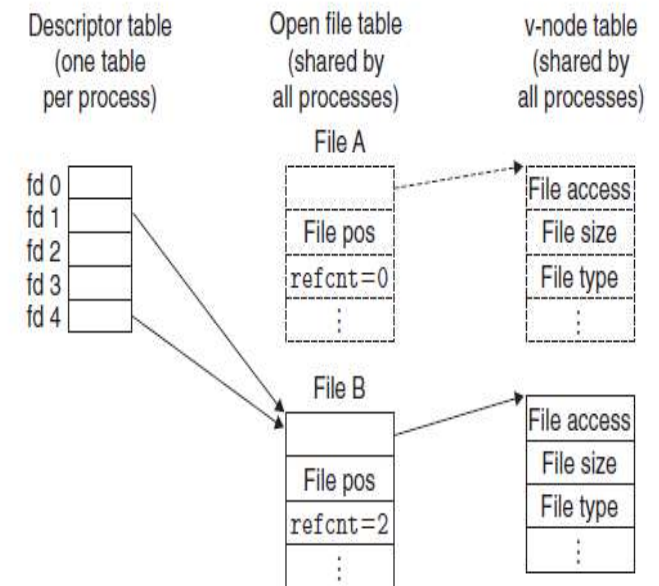 Descriptor table
(one table
per process)
Open file table
(shared by
all processes)
v-node table
(shared by
all processes)
fd 0
fd 1
fd 2
fd 3
fd 4
File A
File pos
refcnt=0
⋮
File access
File size
File type
⋮
File B
File pos
refcnt=2
⋮
File access
File size
File type
⋮